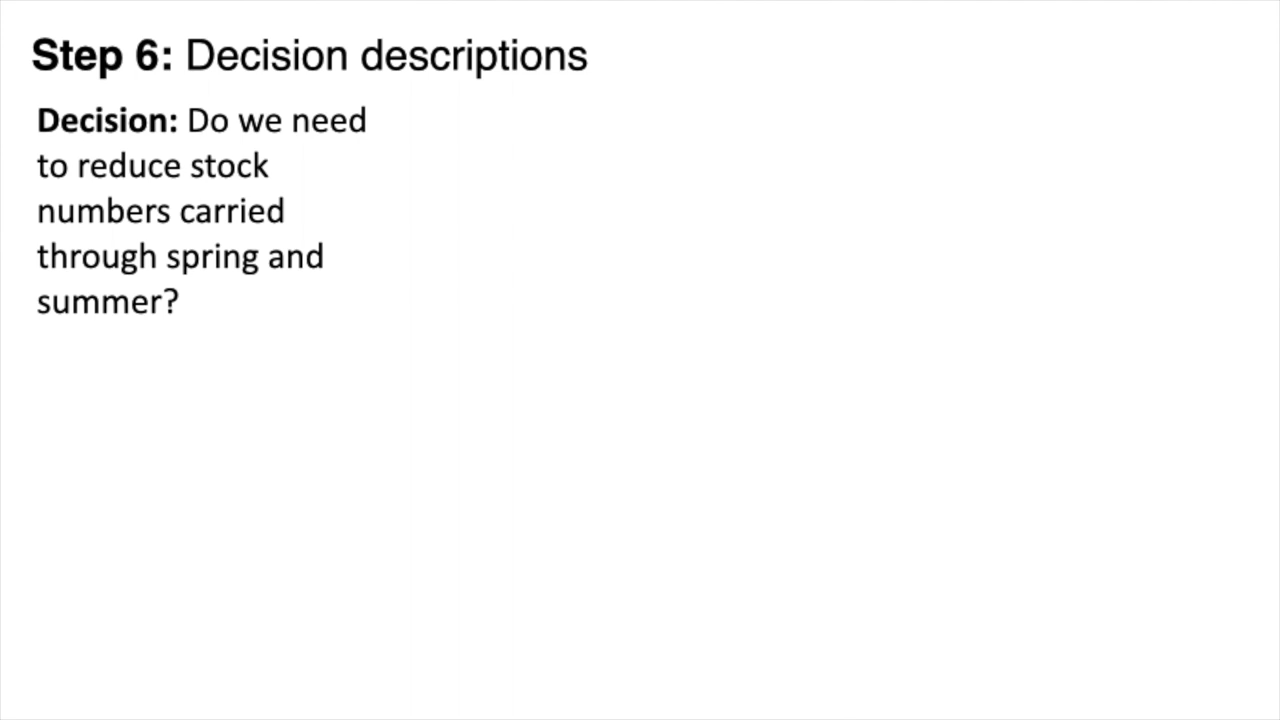 Step 6: Decision descriptions
Decision: Do we need
to reduce stock
numbers carried
through spring and
summer?